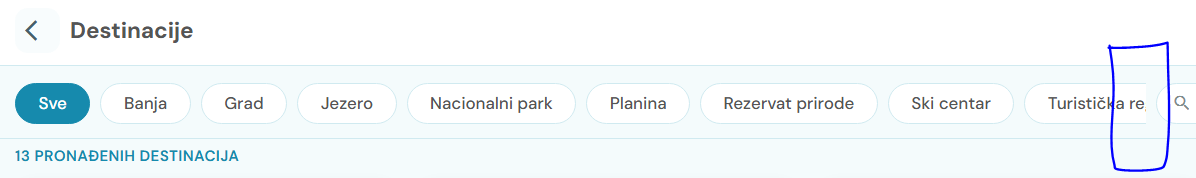 Destinacije
Sve Banja Grad Jezero Nacionalni park Planina Rezervat prirode Ski centar Turistička re
13 PRONAĐENIH DESTINACIJA